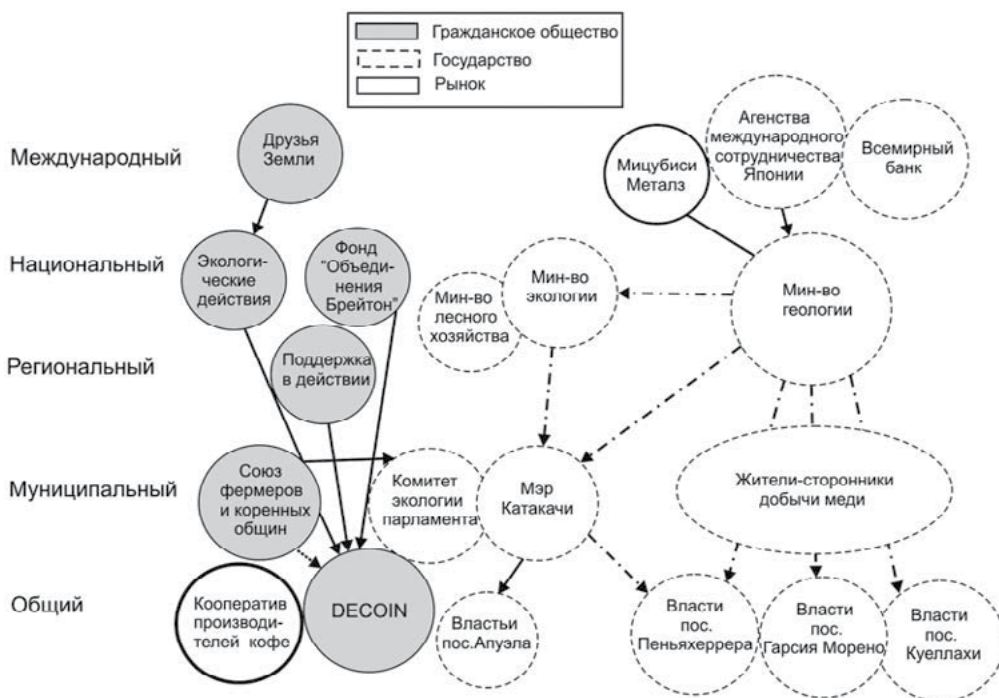 Гражданское общество
Государство
Рынок
Международный
Друзья
Земли
Мицубиси
Металз
Агенства
международного
сотрудничества
Японии
Всемирный
банк
Национальный
Экологи-
ческие
действия
Фонд
"Объеди-
нения
Брейтон"
Мин-во
лесного
хозяйства
Мин-во
экологии
Мин-во
геологии
Региональный
Поддержка
в действии
Муниципальный
Союз
фермеров
и коренных
общин
Комитет
экологии
парламента
Мэр
Катакачи
Жители-сторонники
добычи меди
Общий
Кооператив
производи-
телей кофе
DECOIN
Властьи
пос.Апуэла
Власти
пос.
Пеньяхеррера
Власти
пос.
Гарсия Морено
Власти
пос.
Куеллахи